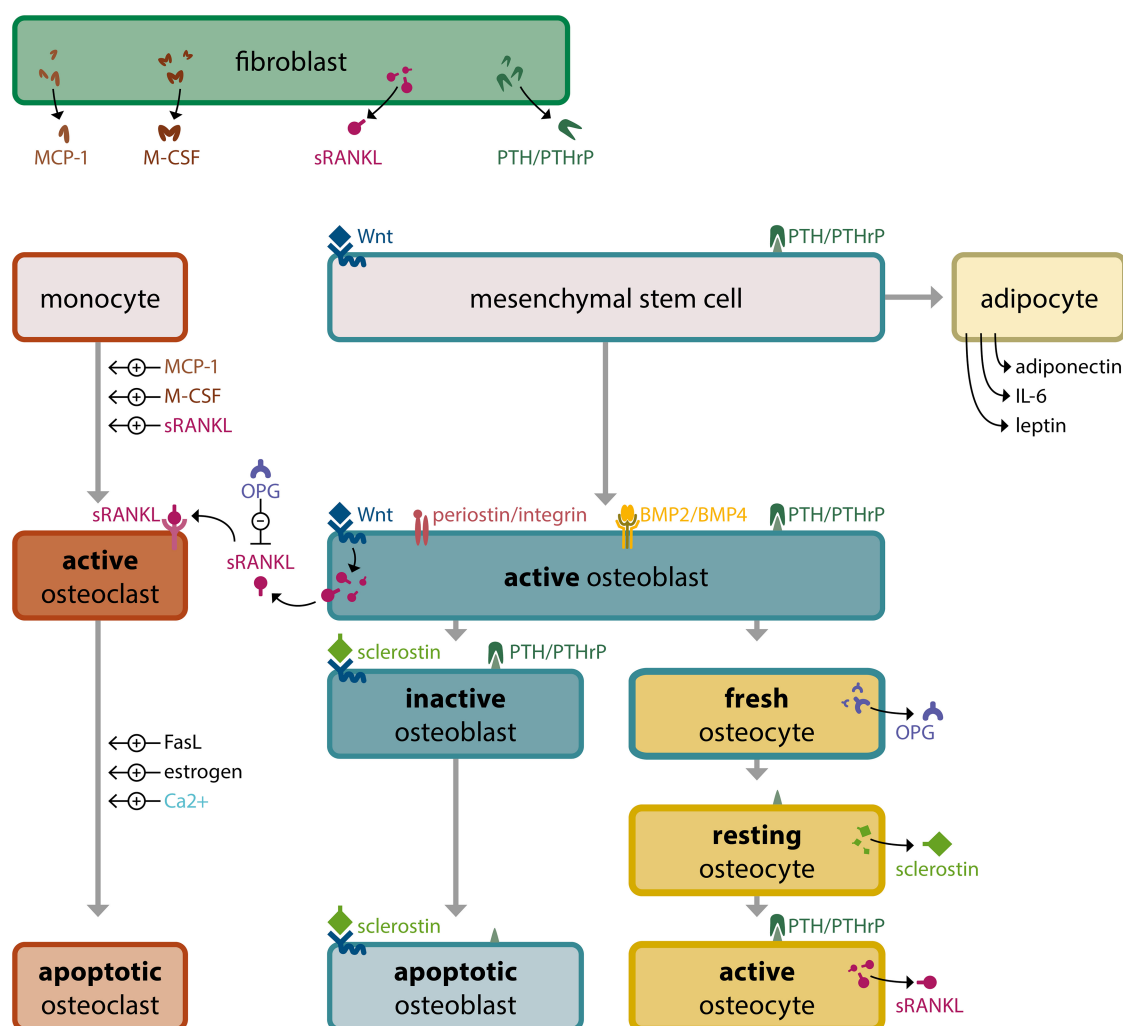 fibroblast
MCP-1
M-CSF
sRANKL
PTH/PTHrP
Wnt
PTH/PTHrP
monocyte
mesenchymal stem cell
adipocyte
MCP-1
M-CSF
sRANKL
adiponectin
IL-6
leptin
OPG
sRANKL
sRANKL
Wnt
periostin/integrin
BMP2/BMP4
PTH/PTHrP
active
osteoclast
active osteoblast
sclerostin
PTH/PTHrP
inactive
osteoblast
fresh
osteocyte
OPG
FasL
estrogen
Ca2+
resting
osteocyte
sclerostin
sclerostin
PTH/PTHrP
apoptotic
osteoclast
apoptotic
osteoblast
active
osteocyte
sRANKL